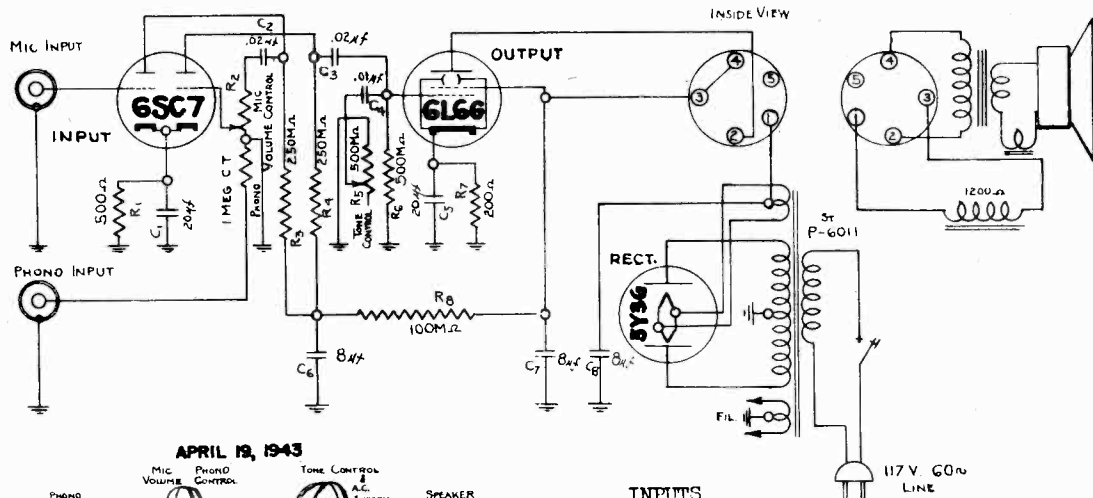 INSIDE VIEW
MIC INPUT
C2
.02µf
.02µf
C3
OUTPUT
.01µf
C4
6SC7
6L6G
INPUT
R2
MIC
VOLUME CONTROL
1 MEG CT
PHONO
250MΩ
250MΩ
R3
R4
500MΩ
R5
TONE
CONTROL
500MΩ
R6
500Ω
R1
C1
20µf
20µf
C5
R7
200Ω
4
5
3
1
2
4
5
3
1
2
1200Ω
ST
P-6011
RECT.
5Y3G
PHONO INPUT
R8
100MΩ
C6
8µf
C7
8µf
C8
8µf
FIL.
117 V. 60~
LINE
APRIL 19, 1943
MIC
VOLUME
PHONO
CONTROL
TONE CONTROL
&
A.C.
PHONO
SPEAKER
INPUTS